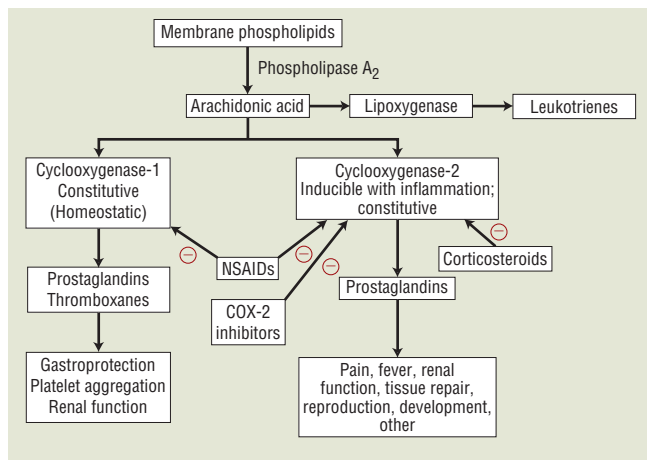 Membrane phospholipids
Phospholipase A₂
Arachidonic acid
Lipoxygenase
Leukotrienes
Cyclooxygenase-1
Constitutive
(Homeostatic)
Cyclooxygenase-2
Inducible with inflammation;
constitutive
NSAIDs
Corticosteroids
Prostaglandins
Thromboxanes
COX-2
inhibitors
Prostaglandins
Gastroprotection
Platelet aggregation
Renal function
Pain, fever, renal
function, tissue repair,
reproduction, development,
other